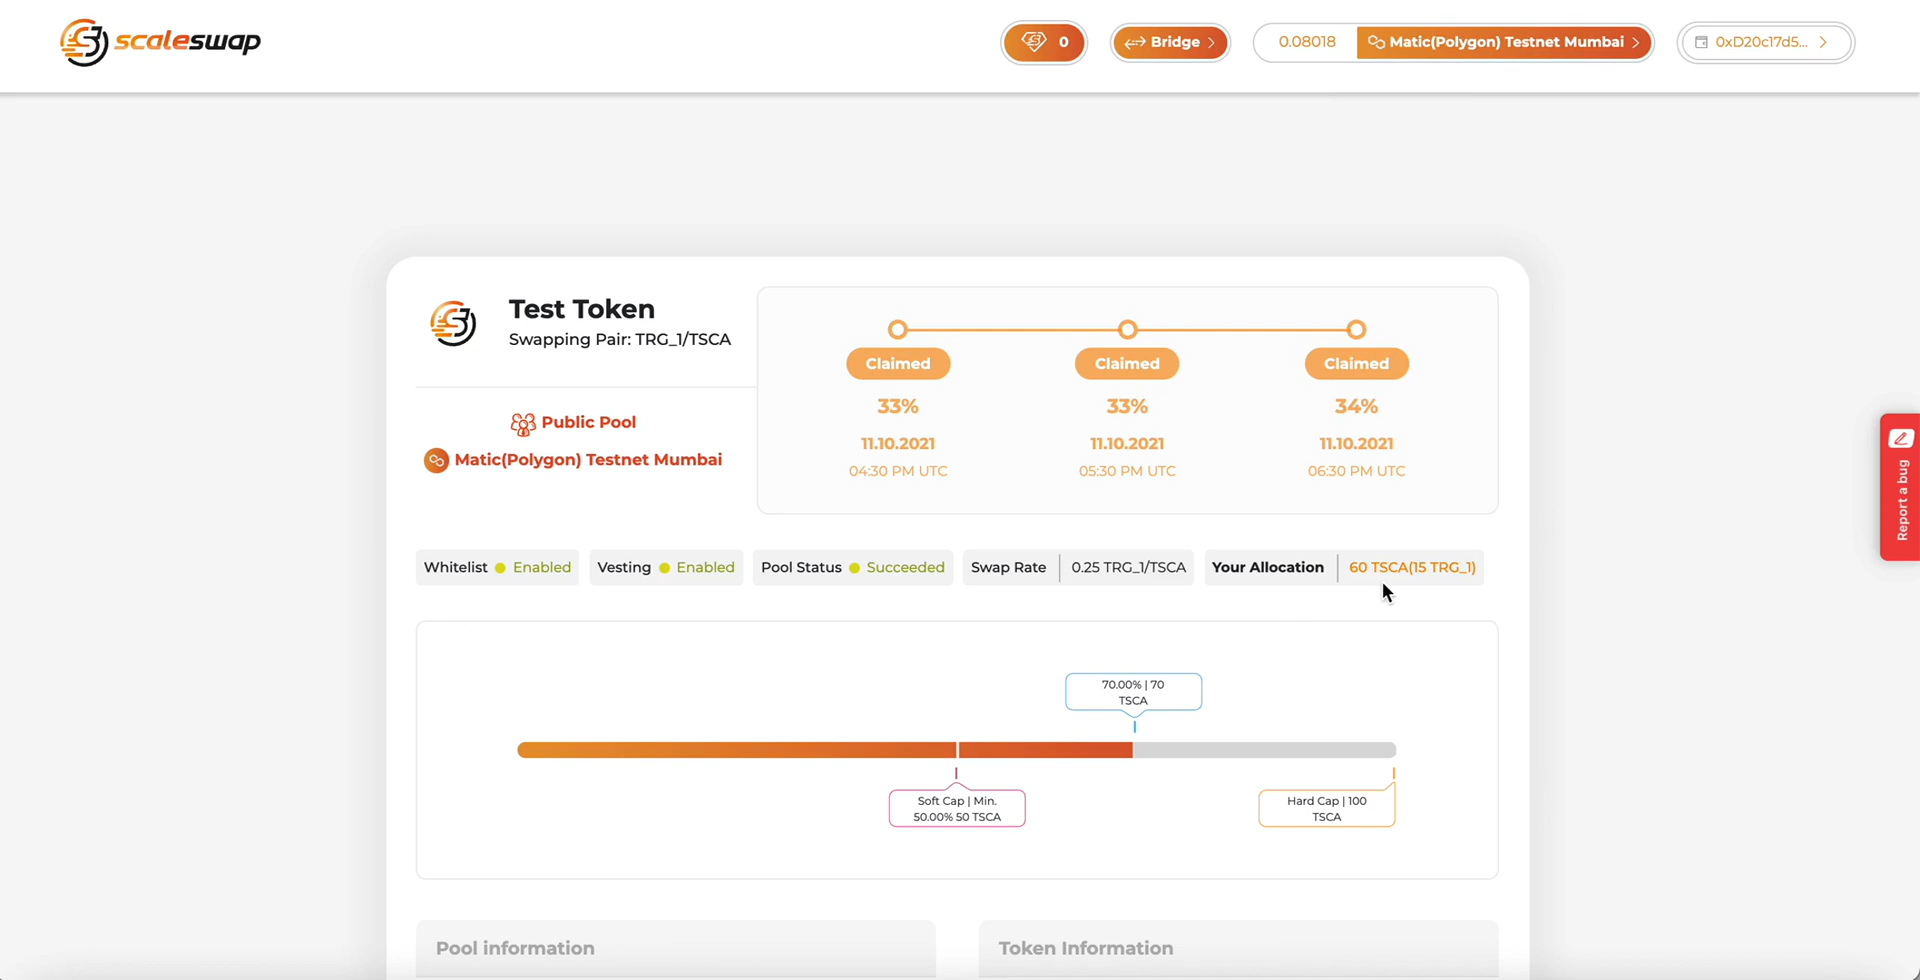 scaleswap
0
Bridge
0.08018
Matic(Polygon) Testnet Mumbai
0xD20c17d5...
Test Token
Swapping Pair: TRG_1/TSCA
Public Pool
Matic(Polygon) Testnet Mumbai
Claimed
33%
11.10.2021
04:30 PM UTC
Claimed
33%
11.10.2021
05:30 PM UTC
Claimed
34%
11.10.2021
06:30 PM UTC
Report a bug
Whitelist Enabled
Vesting Enabled
Pool Status Succeeded
Swap Rate 0.25 TRG_1/TSCA
Your Allocation 60 TSCA(15 TRG_1)
70.00% | 70
TSCA
Soft Cap | Min.
50.00% 50 TSCA
Hard Cap | 100
TSCA
Pool information
Token Information